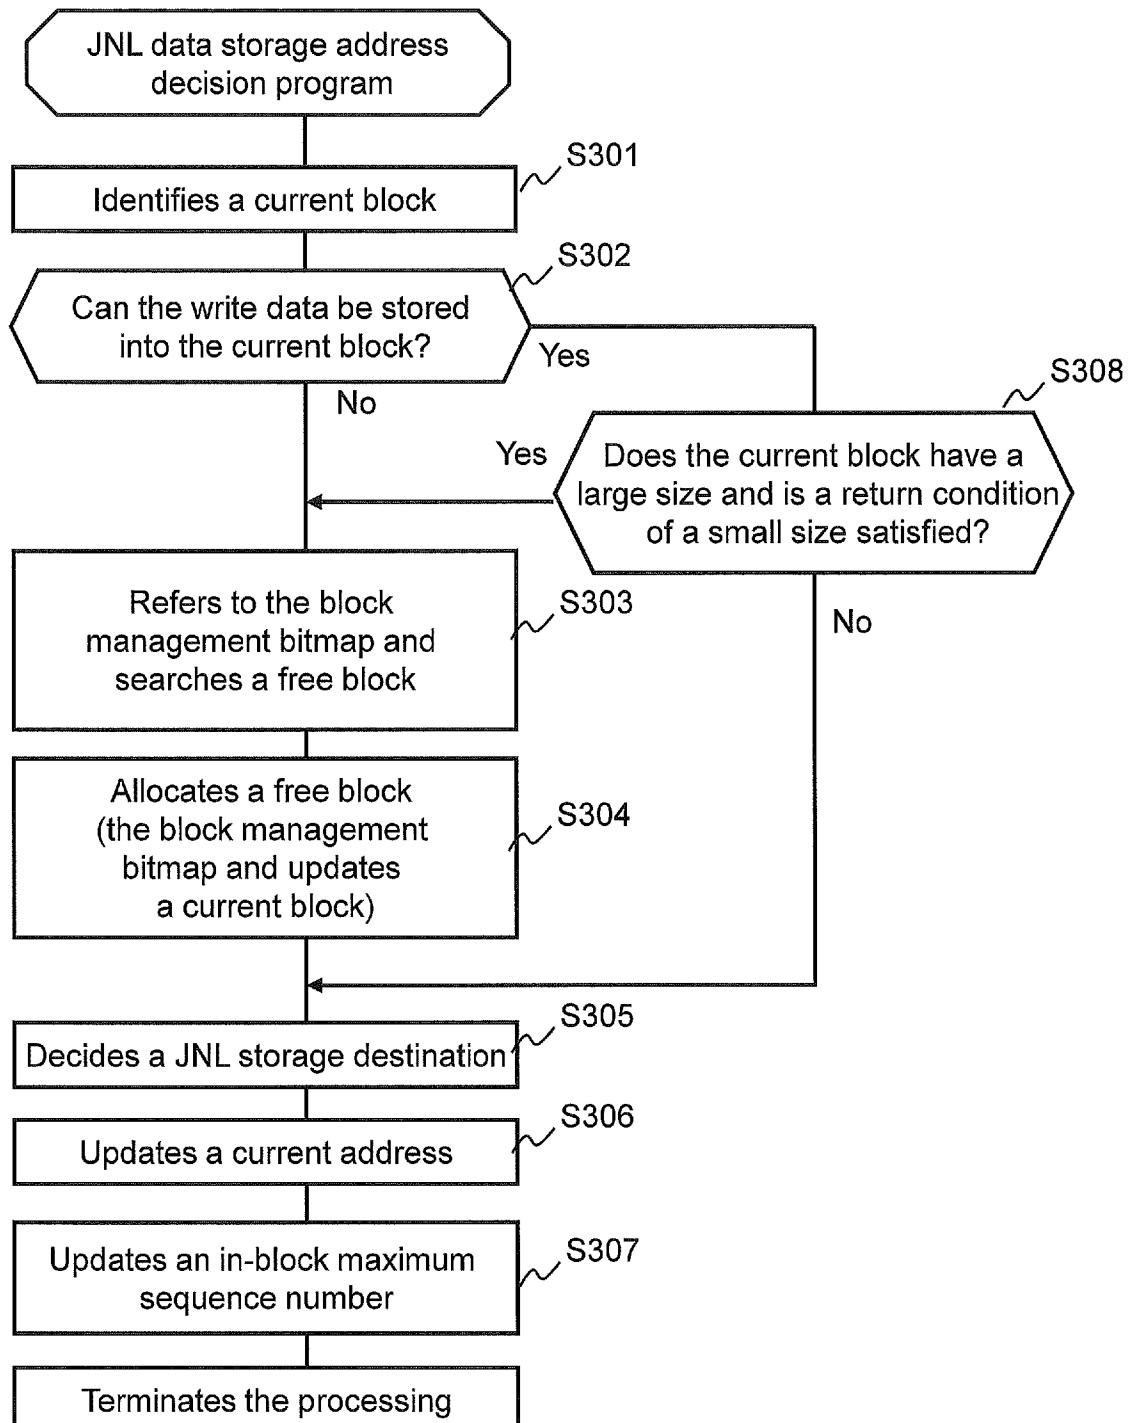 JNL data storage address
decision program
S301
Identifies a current block
S302
Can the write data be stored
into the current block?
Yes
No
S308
Does the current block have a
large size and is a return condition
of a small size satisfied?
Yes
No
S303
Refers to the block
management bitmap and
searches a free block
S304
Allocates a free block
(the block management
bitmap and updates
a current block)
S305
Decides a JNL storage destination
S306
Updates a current address
S307
Updates an in-block maximum
sequence number
Terminates the processing